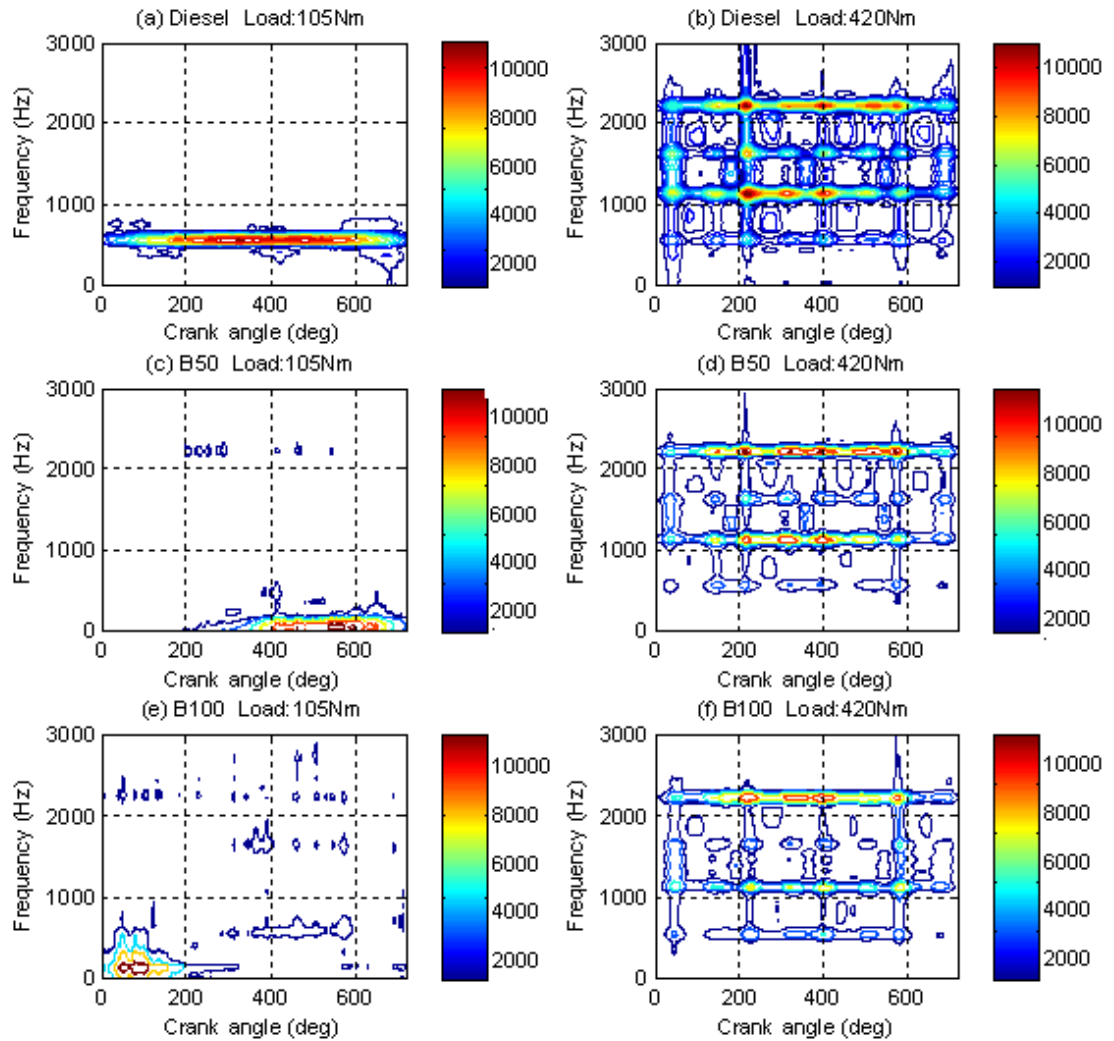 (a) Diesel Load:105Nm
3000
2000
1000
0
Frequency (Hz)
0 200 400 600
Crank angle (deg)
10000
8000
6000
4000
2000
(b) Diesel Load:420Nm
3000
2000
1000
0
Frequency (Hz)
0 200 400 600
Crank angle (deg)
10000
8000
6000
4000
2000
(c) B50 Load:105Nm
3000
2000
1000
0
Frequency (Hz)
0 200 400 600
Crank angle (deg)
10000
8000
6000
4000
2000
(d) B50 Load:420Nm
3000
2000
1000
0
Frequency (Hz)
0 200 400 600
Crank angle (deg)
10000
8000
6000
4000
2000
(e) B100 Load:105Nm
3000
2000
1000
0
Frequency (Hz)
0 200 400 600
Crank angle (deg)
10000
8000
6000
4000
2000
(f) B100 Load:420Nm
3000
2000
1000
0
Frequency (Hz)
0 200 400 600
Crank angle (deg)
10000
8000
6000
4000
2000